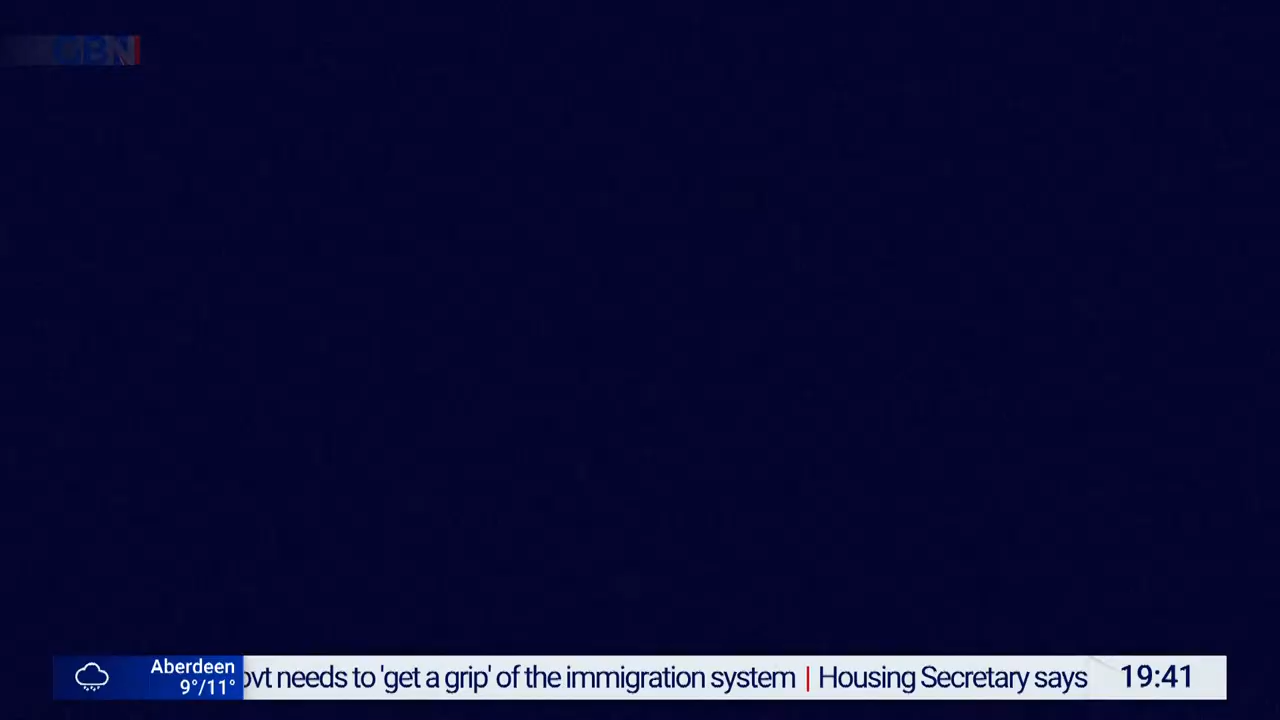 GBN
Aberdeen
9°/11°
ovt needs to 'get a grip' of the immigration system | Housing Secretary says
19:41